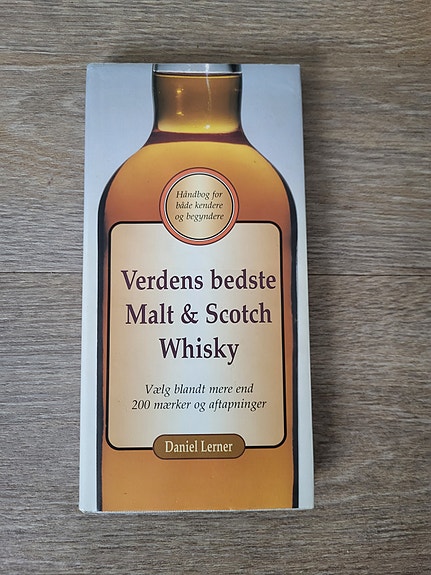 Håndbog for
både kendere
og begyndere
Verdens bedste
Malt & Scotch
Whisky
Vælg blandt mere end
200 mærker og aftapninger
Daniel Lerner